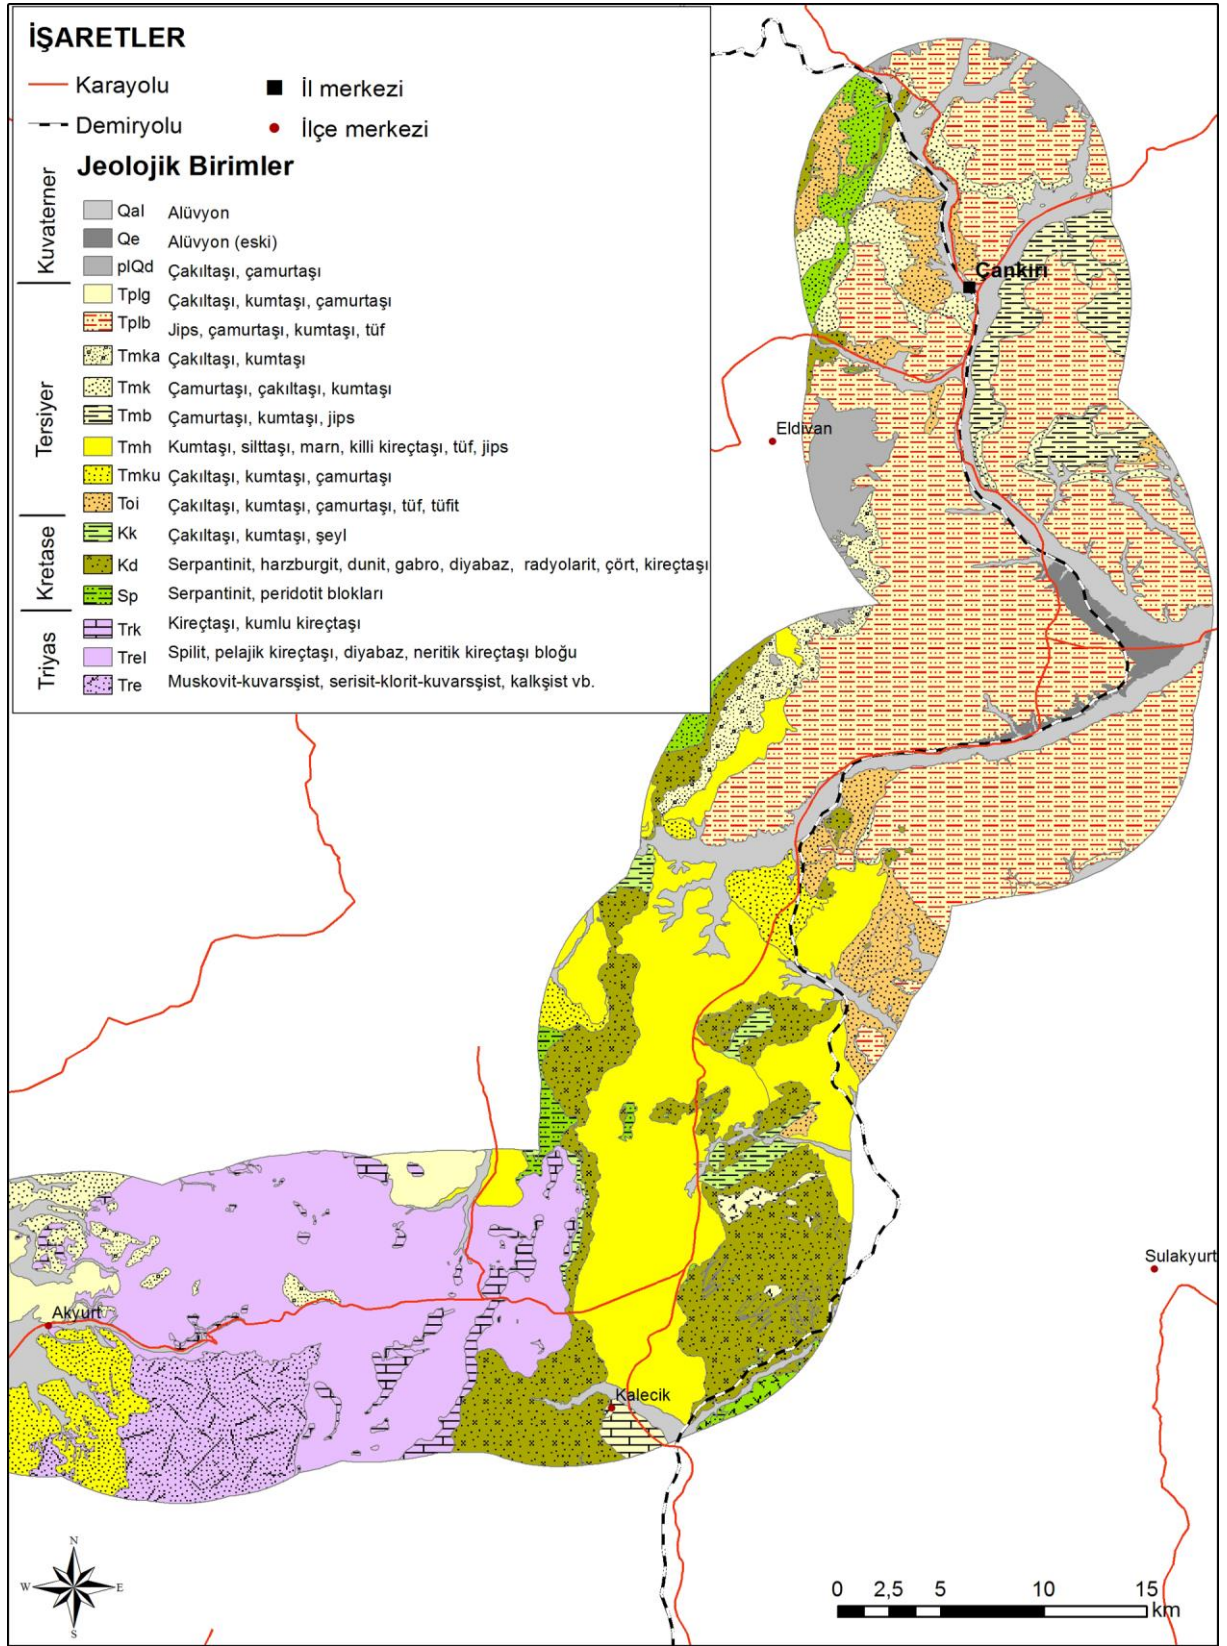 İŞARETLER
Karayolu
İl merkezi
Demiryolu
İlçe merkezi
Jeolojik Birimler
Kuvaterner
Qal Alüvyon
Qe Alüvyon (eski)
plQd Çakıltaşı, çamurtaşı
Tersiyer
Tplg Çakıltaşı, kumtaşı, çamurtaşı
Tplb Jips, çamurtaşı, kumtaşı, tüf
Tmka Çakıltaşı, kumtaşı
Tmk Çamurtaşı, çakıltaşı, kumtaşı
Tmb Çamurtaşı, kumtaşı, jips
Tmh Kumtaşı, silttaşı, marn, killi kireçtaşı, tüf, jips
Tmku Çakıltaşı, kumtaşı, çamurtaşı
Toi Çakıltaşı, kumtaşı, çamurtaşı, tüf, tüfit
Kretase
Kk Çakıltaşı, kumtaşı, şeyl
Kd Serpantinit, harzburgit, dunit, gabro, diyabaz, radyolarit, çört, kireçtaşı
Sp Serpantinit, peridotit blokları
Triyas
Trk Kireçtaşı, kumlu kireçtaşı
Trel Spilit, pelajik kireçtaşı, diyabaz, neritik kireçtaşı bloğu
Tre Muskovit-kuvarsşist, serisit-klorit-kuvarsşist, kalkşist vb.
Çankırı
Eldivan
Sulakyurt
Akyurt
Kalecik
N
W E
S
0 2,5 5 10 15
km